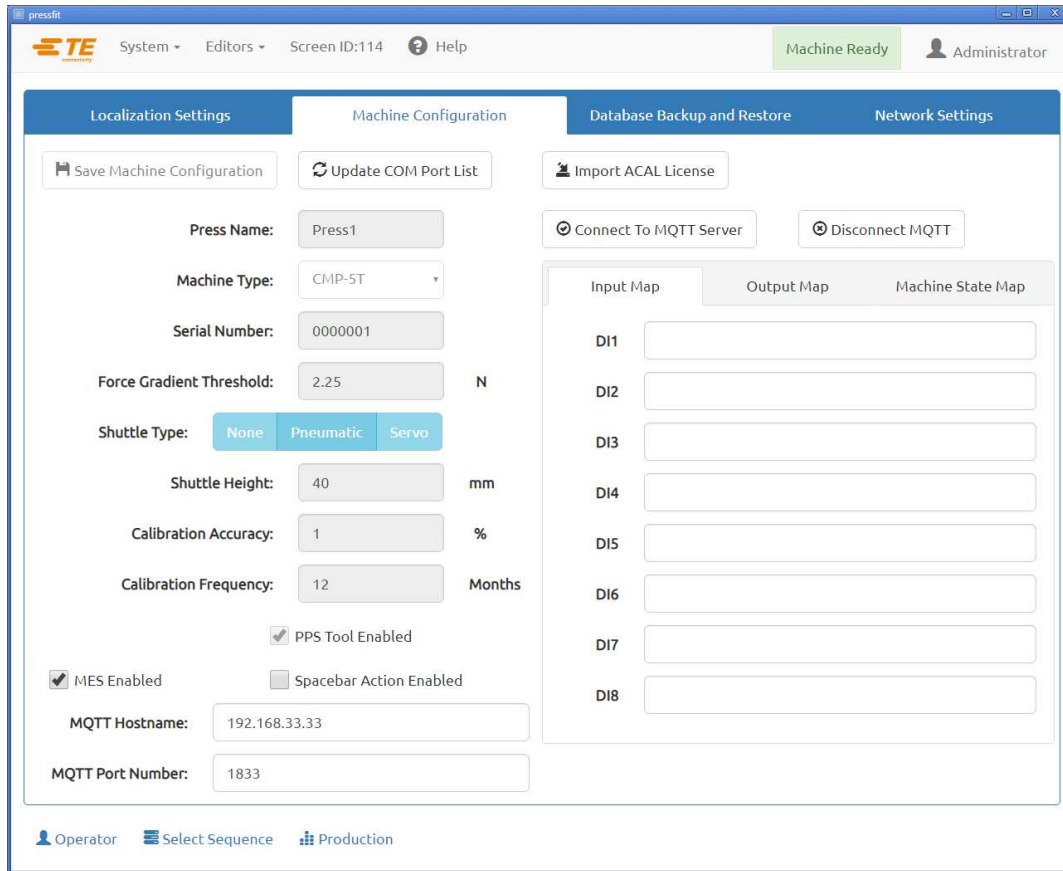 pressfit
TE
connectivity
System
Editors
Screen ID:114
Help
Machine Ready
Administrator
Localization Settings
Machine Configuration
Database Backup and Restore
Network Settings
Save Machine Configuration
Update COM Port List
Import ACAL License
Connect To MQTT Server
Disconnect MQTT
Press Name: Press1
Machine Type: CMP-5T
Serial Number: 0000001
Force Gradient Threshold: 2.25 N
Shuttle Type: None Pneumatic Servo
Shuttle Height: 40 mm
Calibration Accuracy: 1 %
Calibration Frequency: 12 Months
PPS Tool Enabled
MES Enabled
Spacebar Action Enabled
MQTT Hostname: 192.168.33.33
MQTT Port Number: 1833
Input Map
Output Map
Machine State Map
DI1
DI2
DI3
DI4
DI5
DI6
DI7
DI8
Operator
Select Sequence
Production